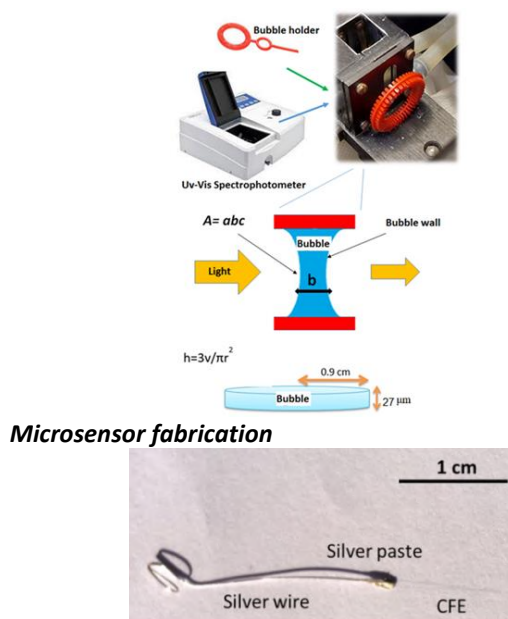 Bubble holder
Uv-Vis Spectrophotometer
A= abc
Bubble
Bubble wall
Light
b
h=3v/πr²
0.9 cm
Bubble
27 μm
Microsensor fabrication
1 cm
Silver paste
Silver wire
CFE